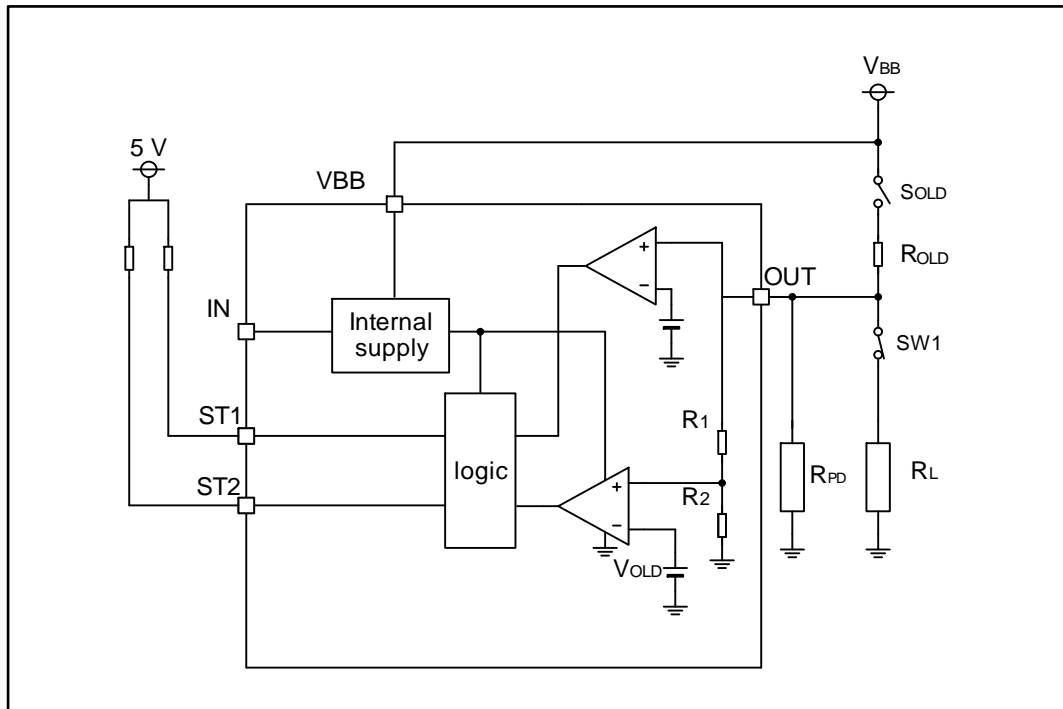 VBB
5 V
VBB
SOLD
+
ROLD
OUT
−
IN
Internal
supply
SW1
ST1
R1
logic
RPD
RL
+
R2
ST2
−
VOLD